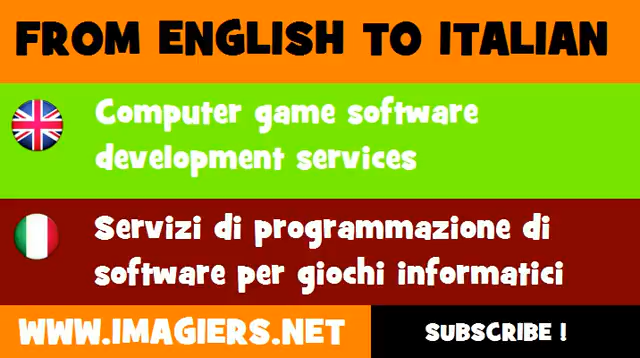 FROM ENGLISH TO ITALIAN
Computer game software
development services
Servizi di programmazione di
software per giochi informatici
WWW.IMAGIERS.NET
SUBSCRIBE !